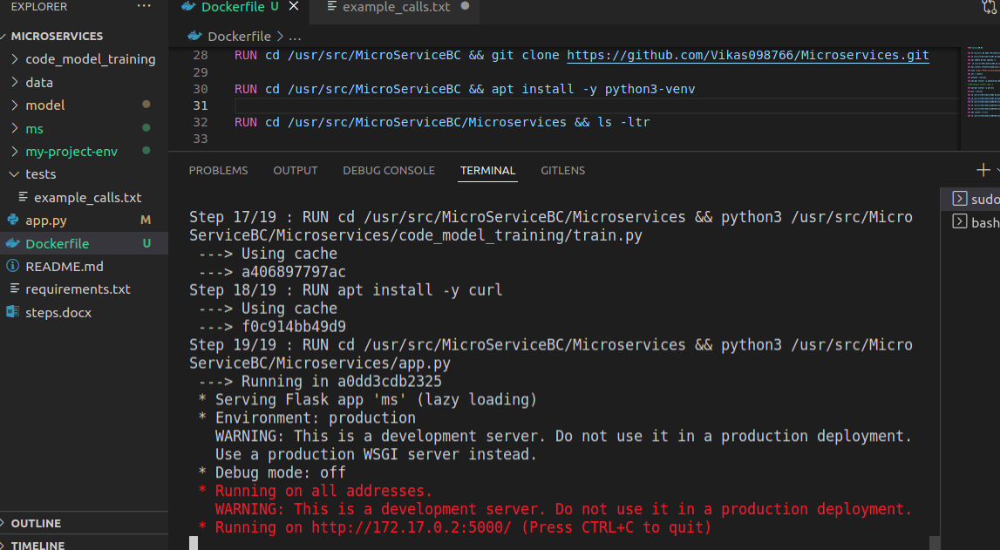 EXPLORER ···
MICROSERVICES
code_model_training
data
model
ms
my-project-env
tests
example_calls.txt
app.py M
Dockerfile U
README.md
requirements.txt
steps.docx
OUTLINE
TIMELINE
Dockerfile U
example_calls.txt
Dockerfile > ...
28 RUN cd /usr/src/MicroServiceBC && git clone https://github.com/Vikas098766/Microservices.git
29
30 RUN cd /usr/src/MicroServiceBC && apt install -y python3-venv
31
32 RUN cd /usr/src/MicroServiceBC/Microservices && ls -ltr
33
PROBLEMS OUTPUT DEBUG CONSOLE TERMINAL GITLENS
Step 17/19 : RUN cd /usr/src/MicroServiceBC/Microservices && python3 /usr/src/Micro
ServiceBC/Microservices/code_model_training/train.py
---> Using cache
---> a406897797ac
Step 18/19 : RUN apt install -y curl
---> Using cache
---> f0c914bb49d9
Step 19/19 : RUN cd /usr/src/MicroServiceBC/Microservices && python3 /usr/src/Micro
ServiceBC/Microservices/app.py
---> Running in a0dd3cdb2325
* Serving Flask app 'ms' (lazy loading)
* Environment: production
WARNING: This is a development server. Do not use it in a production deployment.
Use a production WSGI server instead.
* Debug mode: off
* Running on all addresses.
WARNING: This is a development server. Do not use it in a production deployment.
* Running on http://172.17.0.2:5000/ (Press CTRL+C to quit)
sudo
bash